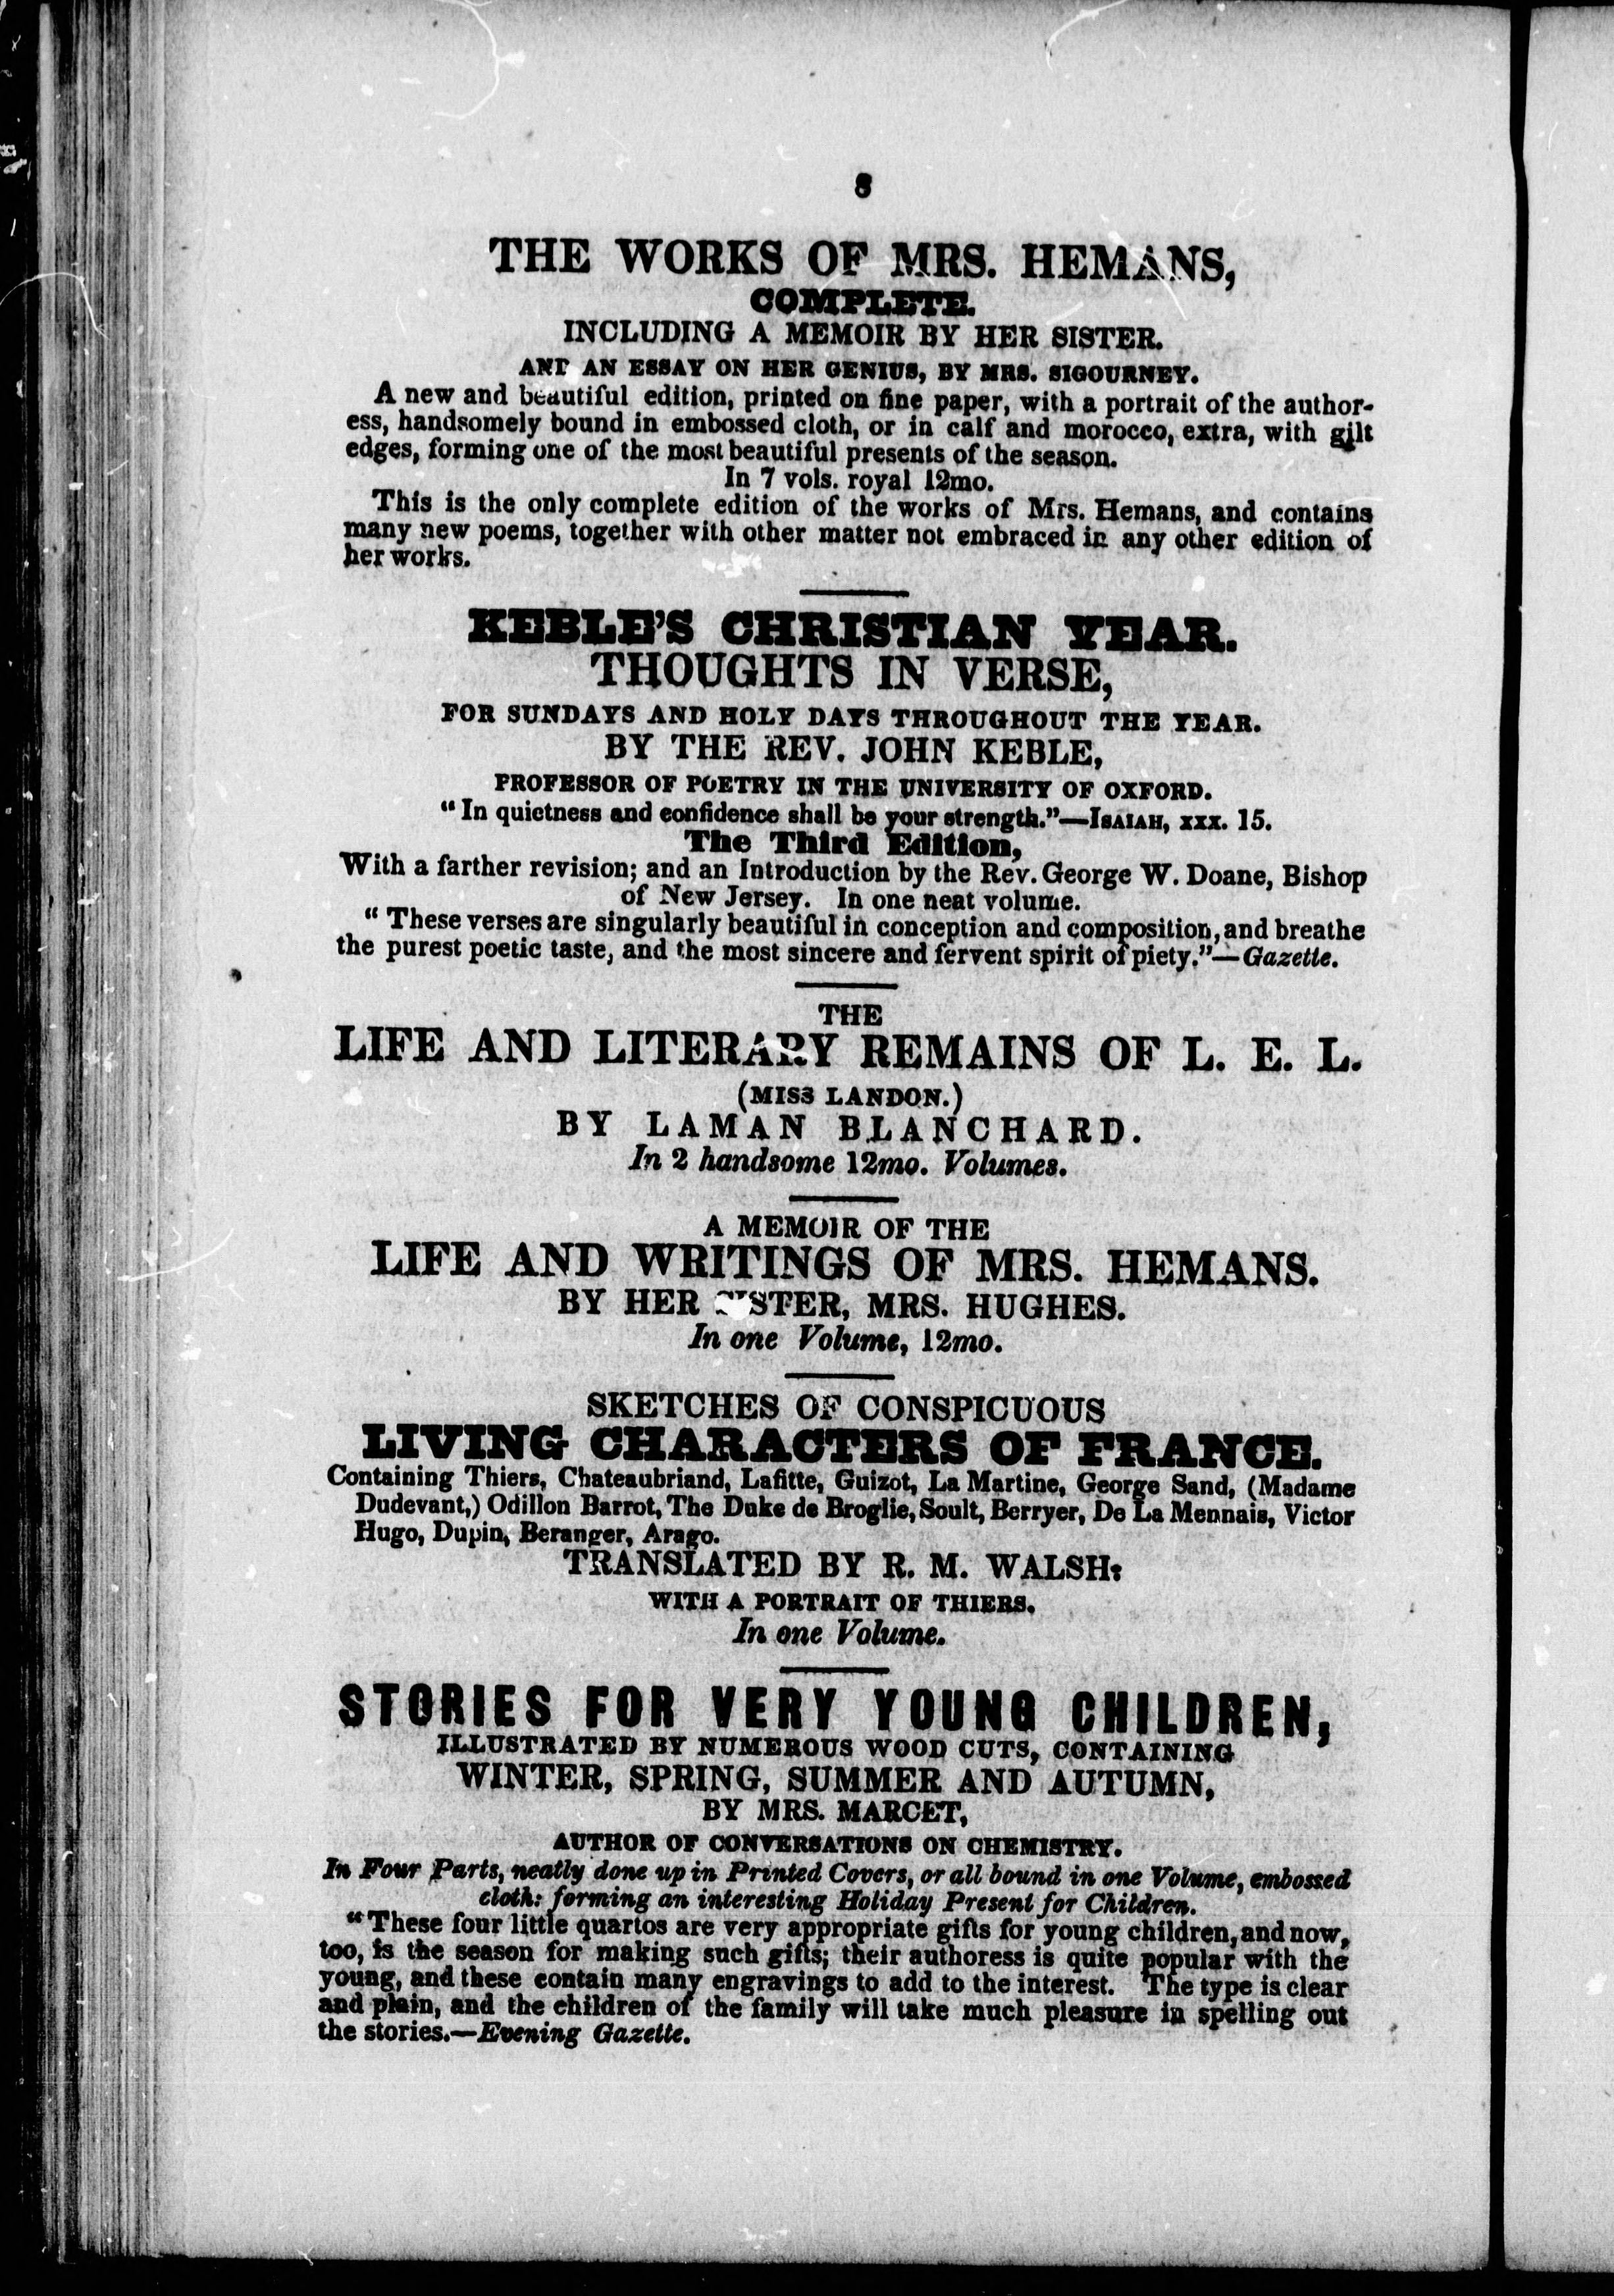 8
THE WORKS OF MRS. HEMANS,
COMPLETE.
INCLUDING A MEMOIR BY HER SISTER.
AND AN ESSAY ON HER GENIUS, BY MRS. SIGOURNEY.
A new and beautiful edition, printed on fine paper, with a portrait of the author-
ess, handsomely bound in embossed cloth, or in calf and morocco, extra, with gilt
edges, forming one of the most beautiful presents of the season.
In 7 vols. royal 12mo.
This is the only complete edition of the works of Mrs. Hemans, and contains
many new poems, together with other matter not embraced in any other edition of
her works.
KEBLE'S CHRISTIAN YEAR.
THOUGHTS IN VERSE,
FOR SUNDAYS AND HOLY DAYS THROUGHOUT THE YEAR.
BY THE REV. JOHN KEBLE,
PROFESSOR OF POETRY IN THE UNIVERSITY OF OXFORD.
"In quietness and confidence shall be your strength."—ISAIAH, XXX. 15.
The Third Edition,
With a farther revision; and an Introduction by the Rev. George W. Doane, Bishop
of New Jersey. In one neat volume.
"These verses are singularly beautiful in conception and composition, and breathe
the purest poetic taste, and the most sincere and fervent spirit of piety."—Gazette.
THE
LIFE AND LITERARY REMAINS OF L. E. L.
(MISS LANDON.)
BY LAMAN BLANCHARD.
In 2 handsome 12mo. Volumes.
A MEMOIR OF THE
LIFE AND WRITINGS OF MRS. HEMANS.
BY HER SISTER, MRS. HUGHES.
In one Volume, 12mo.
SKETCHES OF CONSPICUOUS
LIVING CHARACTERS OF FRANCE.
Containing Thiers, Chateaubriand, Lafitte, Guizot, La Martine, George Sand, (Madame
Dudevant,) Odillon Barrot, The Duke de Broglie, Soult, Berryer, De La Mennais, Victor
Hugo, Dupin, Beranger, Arago.
TRANSLATED BY R. M. WALSH:
WITH A PORTRAIT OF THIERS.
In one Volume.
STORIES FOR VERY YOUNG CHILDREN,
ILLUSTRATED BY NUMEROUS WOOD CUTS, CONTAINING
WINTER, SPRING, SUMMER AND AUTUMN,
BY MRS. MARCET,
AUTHOR OF CONVERSATIONS ON CHEMISTRY.
In Four Parts, neatly done up in Printed Covers, or all bound in one Volume, embossed
cloth: forming an interesting Holiday Present for Children.
"These four little quartos are very appropriate gifts for young children, and now,
too, is the season for making such gifts; their authoress is quite popular with the
young, and these contain many engravings to add to the interest. The type is clear
and plain, and the children of the family will take much pleasure in spelling out
the stories.—Evening Gazette.